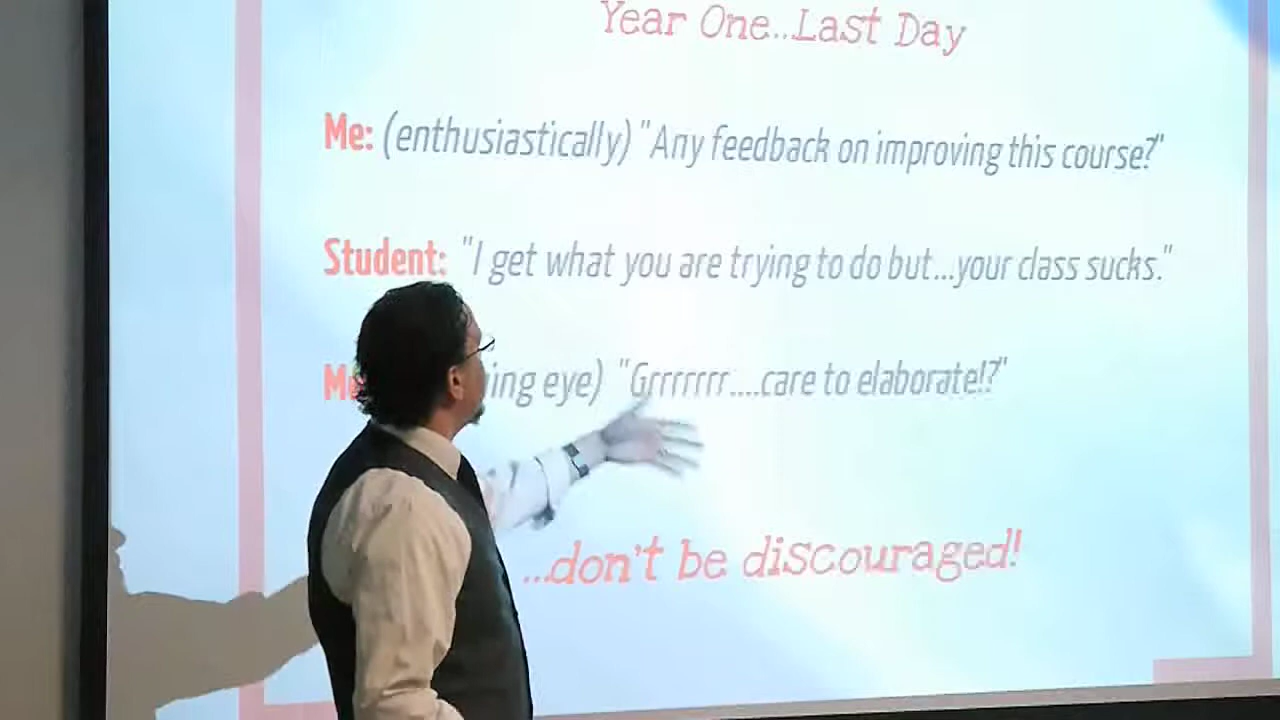 Year One...Last Day
Me: (enthusiastically) "Any feedback on improving this course?"
Student: "I get what you are trying to do but...your class sucks."
eye) "Grrrrrrr....care to elaborate!?"
...don't be discouraged!